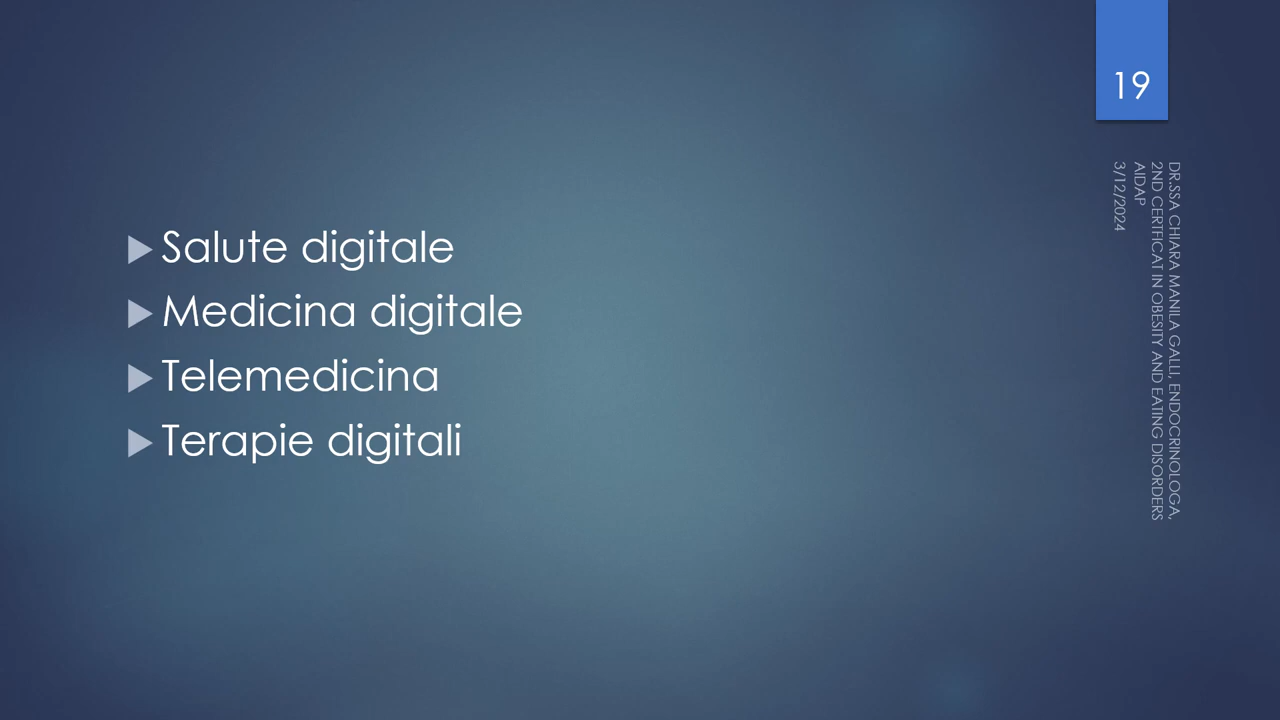 19
Salute digitale
Medicina digitale
Telemedicina
Terapie digitali
DR.SSA CHIARA MANILA GALLI, ENDOCRINOLOGA,
2ND CERTFICAT IN OBESITY AND EATING DISORDERS
AIDAP
3/12/2024